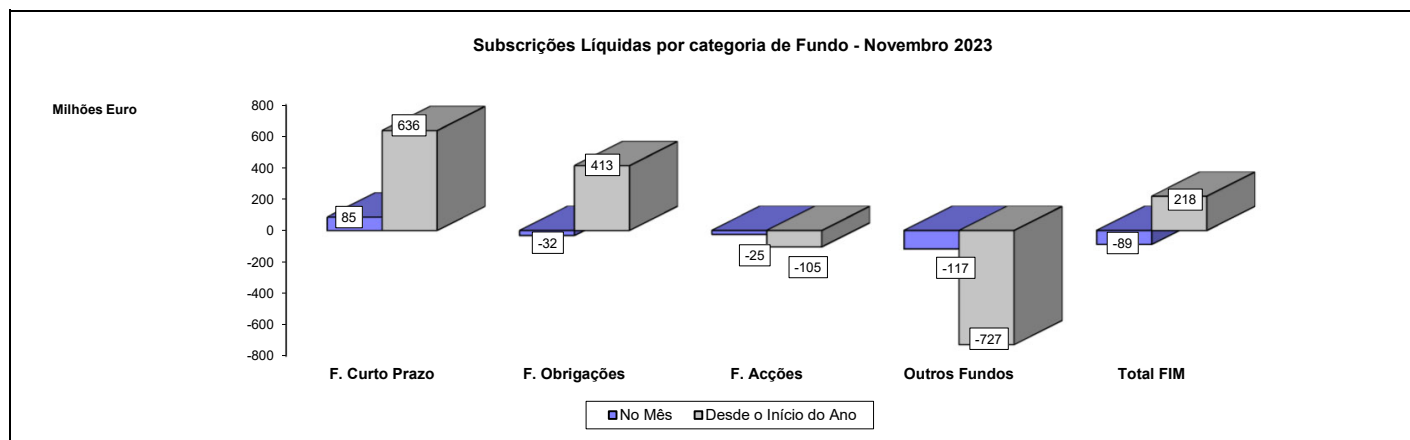 Subscrições Líquidas por categoria de Fundo - Novembro 2023
Milhões Euro
800
600
400
200
0
-200
-400
-600
-800
636
85
413
-32
-25
-105
-117
-727
218
-89
F. Curto Prazo
F. Obrigações
F. Acções
Outros Fundos
Total FIM
No Mês
Desde o Início do Ano